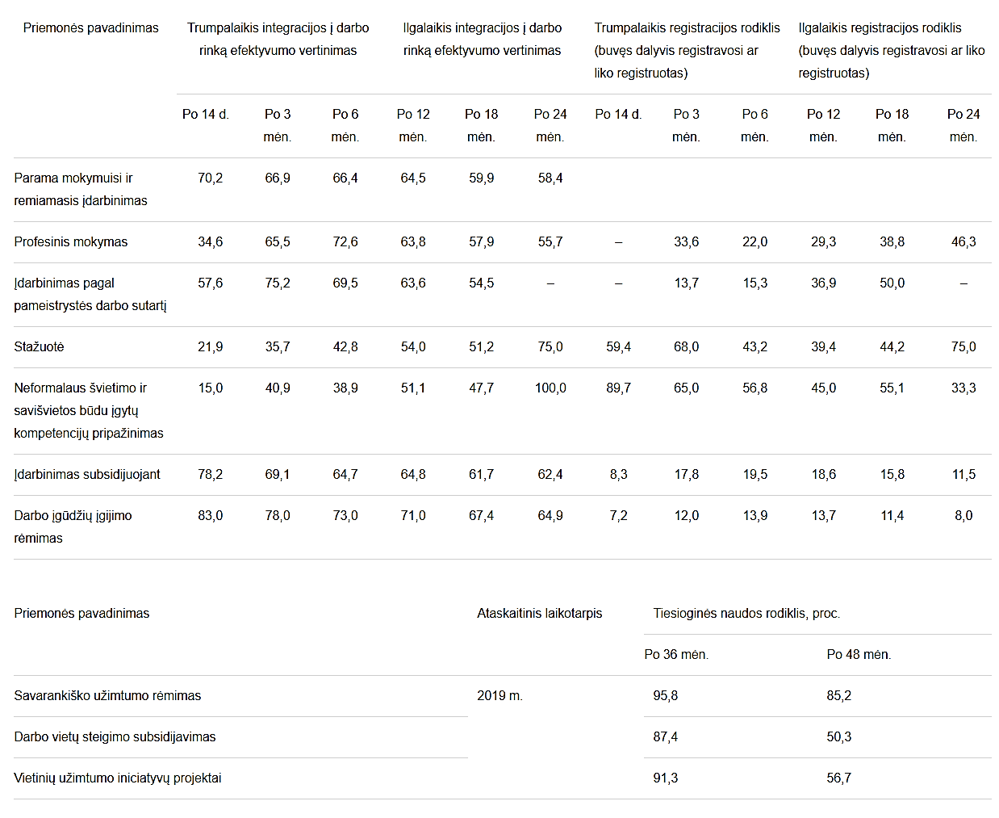 Priemonės pavadinimas Trumpalaikis integracijos į darbo Ilgalaikis integracijos į darbo Trumpalaikis registracijos rodiklis Ilgalaikis registracijos rodiklis
rinką efektyvumo vertinimas rinką efektyvumo vertinimas (buvęs dalyvis registravosi ar (buvęs dalyvis registravosi ar liko
liko registruotas) registruotas)
Po 14 d. Po 3 Po 6 Po 12 Po 18 Po 24 Po 14 d. Po 3 Po 6 Po 12 Po 18 Po 24
mėn. mėn. mėn. mėn. mėn. mėn. mėn. mėn. mėn. mėn.
Parama mokymuisi ir 70,2 66,9 66,4 64,5 59,9 58,4
remiamasis įdarbinimas
Profesinis mokymas 34,6 65,5 72,6 63,8 57,9 55,7 – 33,6 22,0 29,3 38,8 46,3
Įdarbinimas pagal 57,6 75,2 69,5 63,6 54,5 – – 13,7 15,3 36,9 50,0 –
pameistrystės darbo sutartį
Stažuotė 21,9 35,7 42,8 54,0 51,2 75,0 59,4 68,0 43,2 39,4 44,2 75,0
Neformalaus švietimo ir 15,0 40,9 38,9 51,1 47,7 100,0 89,7 65,0 56,8 45,0 55,1 33,3
savišvietos būdu įgytų
kompetencijų pripažinimas
Įdarbinimas subsidijuojant 78,2 69,1 64,7 64,8 61,7 62,4 8,3 17,8 19,5 18,6 15,8 11,5
Darbo įgūdžių įgijimo 83,0 78,0 73,0 71,0 67,4 64,9 7,2 12,0 13,9 13,7 11,4 8,0
rėmimas
Priemonės pavadinimas Ataskaitinis laikotarpis Tiesioginės naudos rodiklis, proc.
Po 36 mėn. Po 48 mėn.
Savarankiško užimtumo rėmimas 2019 m. 95,8 85,2
Darbo vietų steigimo subsidijavimas 87,4 50,3
Vietinių užimtumo iniciatyvų projektai 91,3 56,7